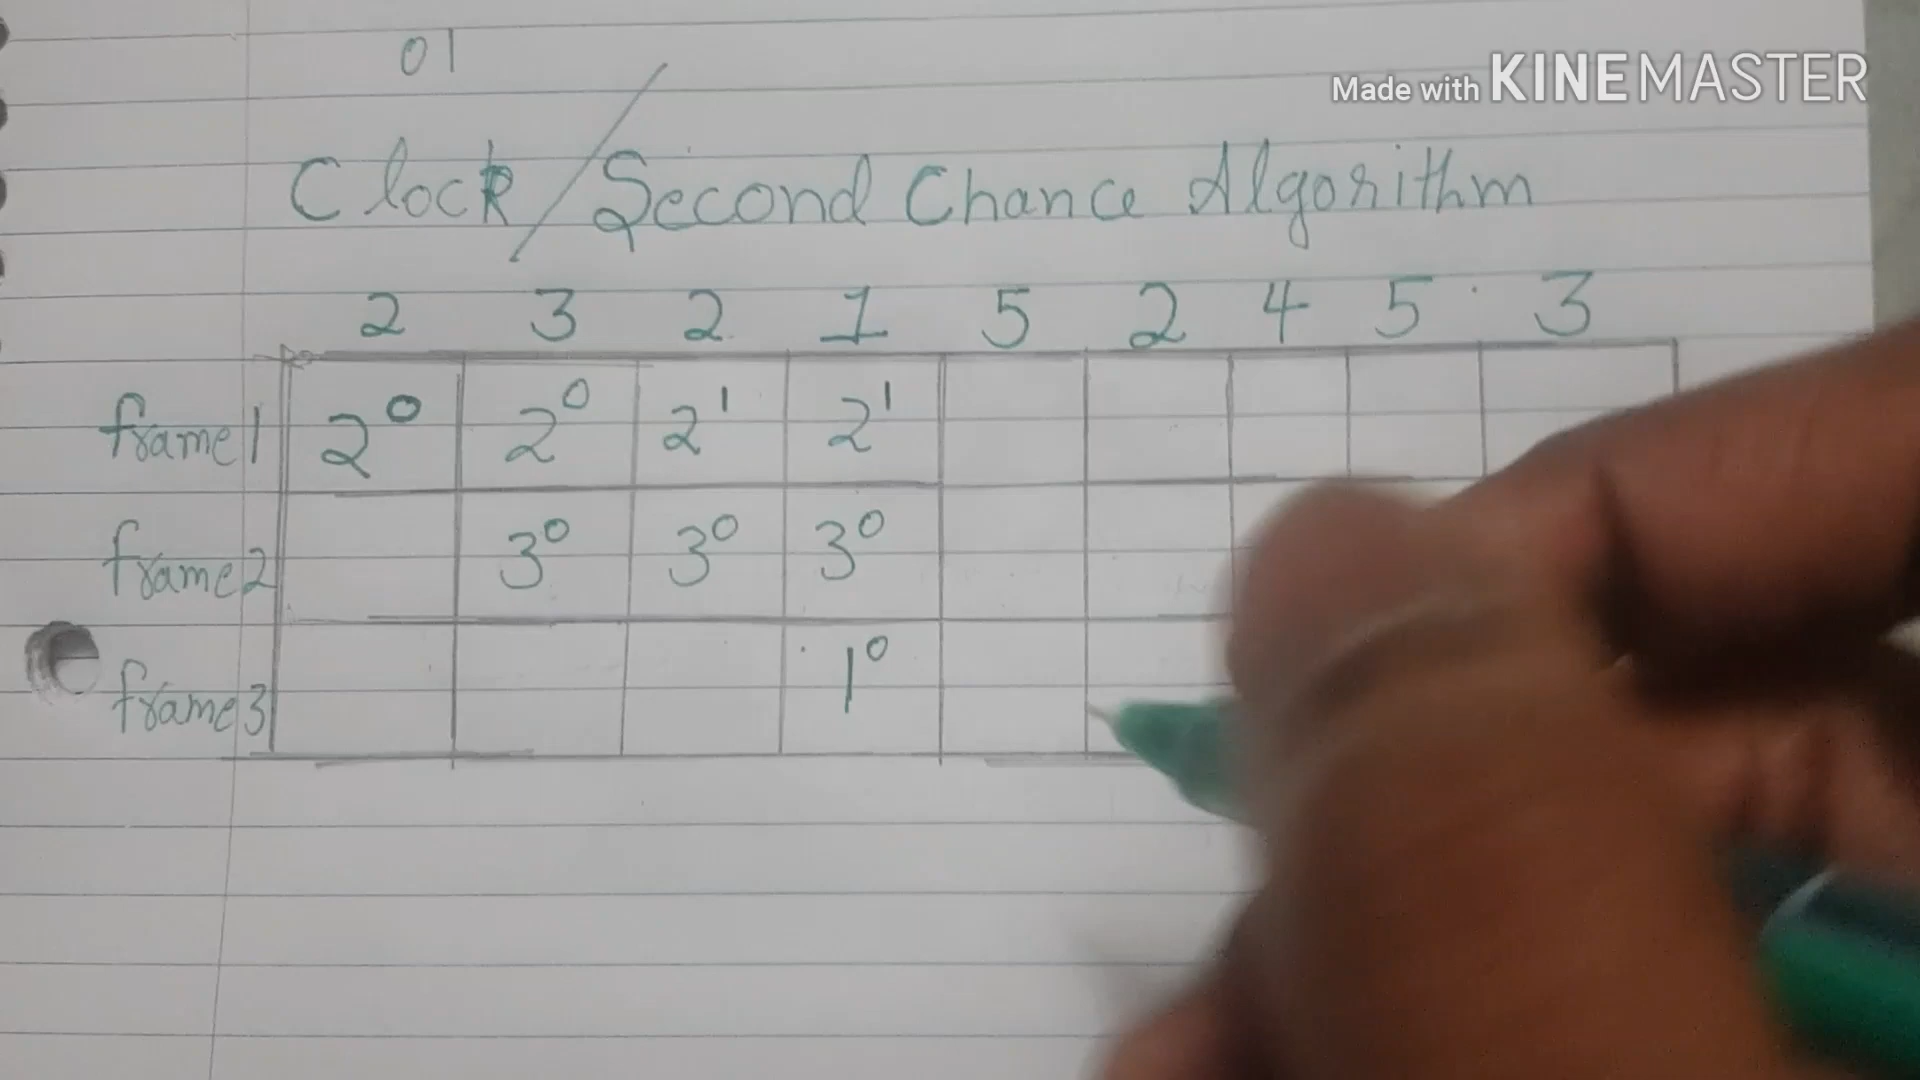 01
Made with KINEMASTER
Clock/Second Chance Algorithm
2 3 2 1 5 2 4 5 3
frame1 2⁰ 2⁰ 2¹ 2¹
frame2 3⁰ 3⁰ 3⁰
frame3 1⁰